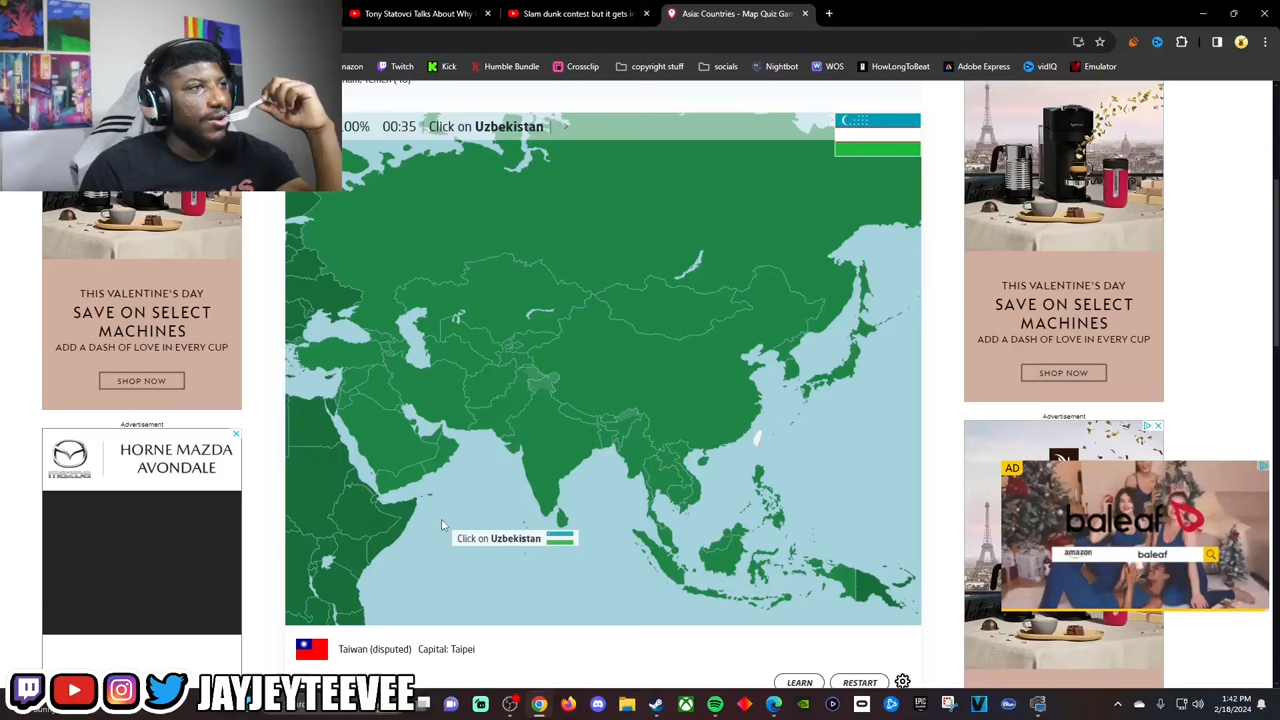 Tony Statovci Talks About Why
Slam dunk contest but it gets i
Asia: Countries - Map Quiz Gan
mazon
Twitch
Kick
Humble Bundle
Crossclip
copyright stuff
socials
Nightbot
WOS
HowLongToBeat
vidIQ
Emulator
100% 00:35 Click on Uzbekistan
THIS VALENTINE'S DAY
SAVE ON SELECT
MACHINES
ADD A DASH OF LOVE IN EVERY CUP
SHOP NOW
THIS VALENTINE'S DAY
SAVE ON SELECT
MACHINES
ADD A DASH OF LOVE IN EVERY CUP
SHOP NOW
Advertisement
Advertisement
HORNE MAZDA
AVONDALE
mazda
Click on Uzbekistan
AD
baleaf
amazon
baleaf
Taiwan (disputed) Capital: Taipei
LEARN
RESTART
JAYJEYTEEVEE
1:42 PM
2/18/2024